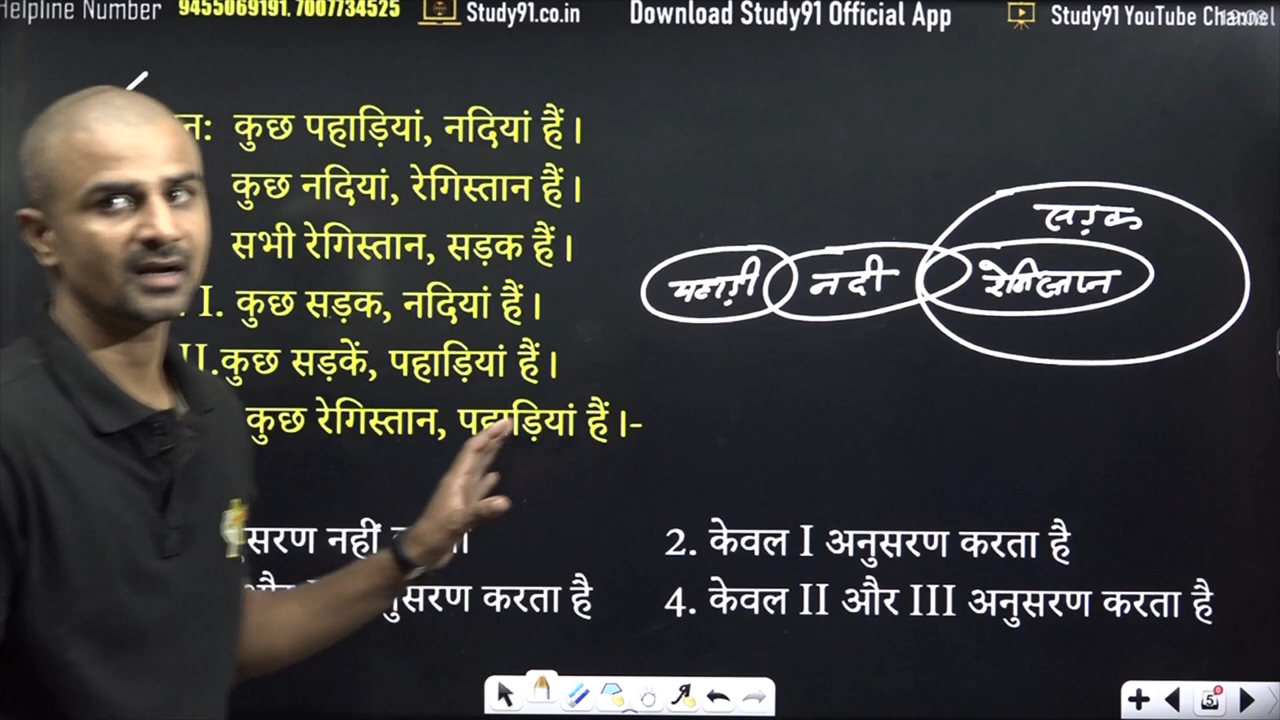 Helpline Number 9455069191, 7007734525 Study91.co.in Download Study91 Official App Study91 YouTube Channel
कुछ पहाड़ियां, नदियां हैं।
कुछ नदियां, रेगिस्तान हैं।
सभी रेगिस्तान, सड़क हैं।
I. कुछ सड़क, नदियां हैं।
II.कुछ सड़कें, पहाड़ियां हैं।
कुछ रेगिस्तान, पहाड़ियां हैं।-
सड़क
पहाड़ी नदी रेगिस्तान
नहीं
2. केवल I अनुसरण करता है
करता है
4. केवल II और III अनुसरण करता है
5